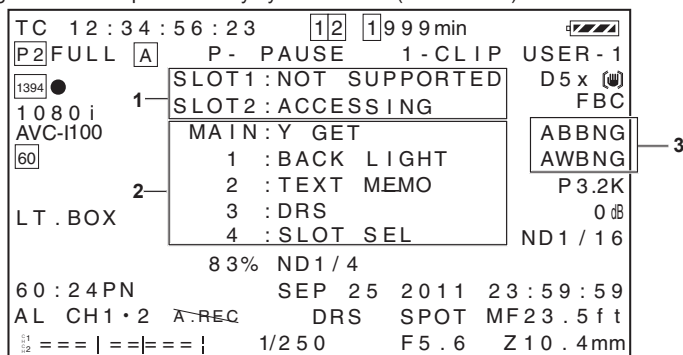 TC 12:34:56:23 12 1999min
P2 FULL A P-PAUSE 1-CLIP USER-1
1394 SLOT1:NOT SUPPORTED D5x
1 SLOT2:ACCESSING FBC
1080i
AVC-I100 MAIN:Y GET ABBNG 3
60 1 :BACK LIGHT AWBNG
2 2 :TEXT MEMO P3.2K
LT.BOX 3 :DRS 0dB
4 :SLOT SEL ND1/16
83% ND1/4
60:24PN SEP 25 2011 23:59:59
AL CH1•2 A.REC DRS SPOT MF23.5ft
1/250 F5.6 Z10.4mm